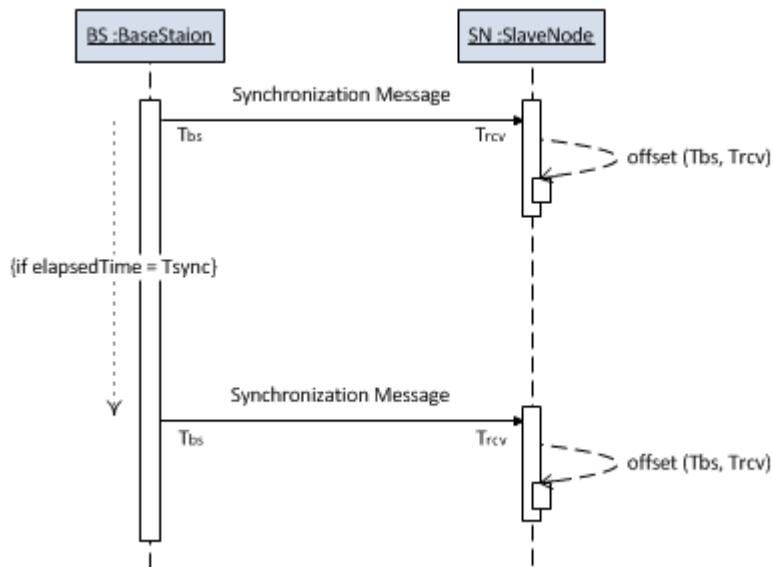 BS :BaseStaion
SN :SlaveNode
Synchronization Message
Tbs
Trcv
offset (Tbs, Trcv)
{if elapsedTime = Tsync}
Synchronization Message
Tbs
Trcv
offset (Tbs, Trcv)